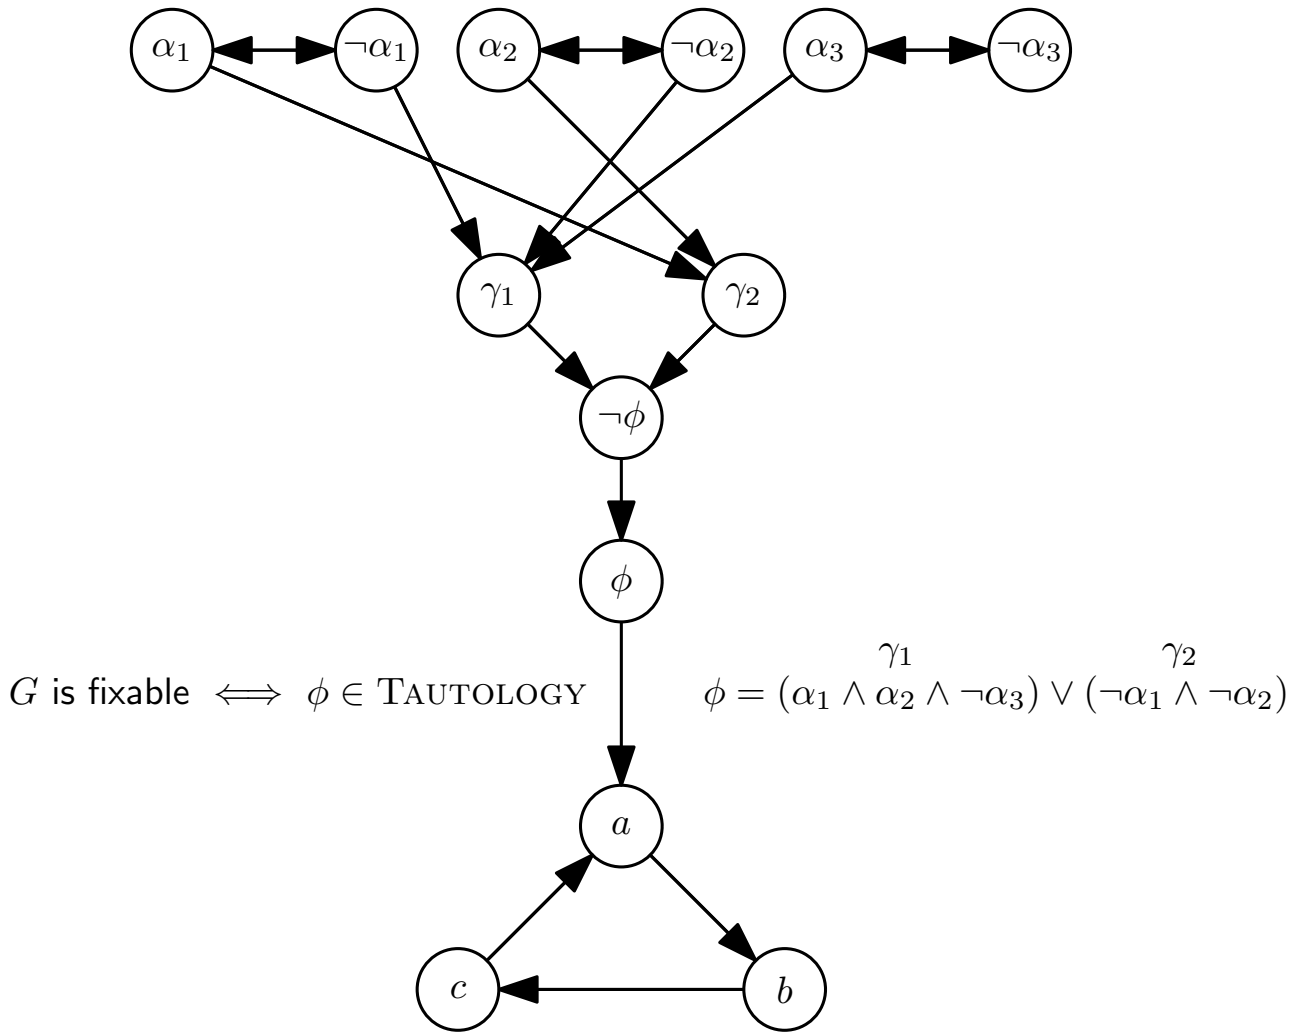 α₁ ¬α₁ α₂ ¬α₂ α₃ ¬α₃
γ₁ γ₂
¬ϕ
ϕ
γ₁ γ₂
G is fixable ⟺ ϕ ∈ TAUTOLOGY ϕ = (α₁ ∧ α₂ ∧ ¬α₃) ∨ (¬α₁ ∧ ¬α₂)
a
c b